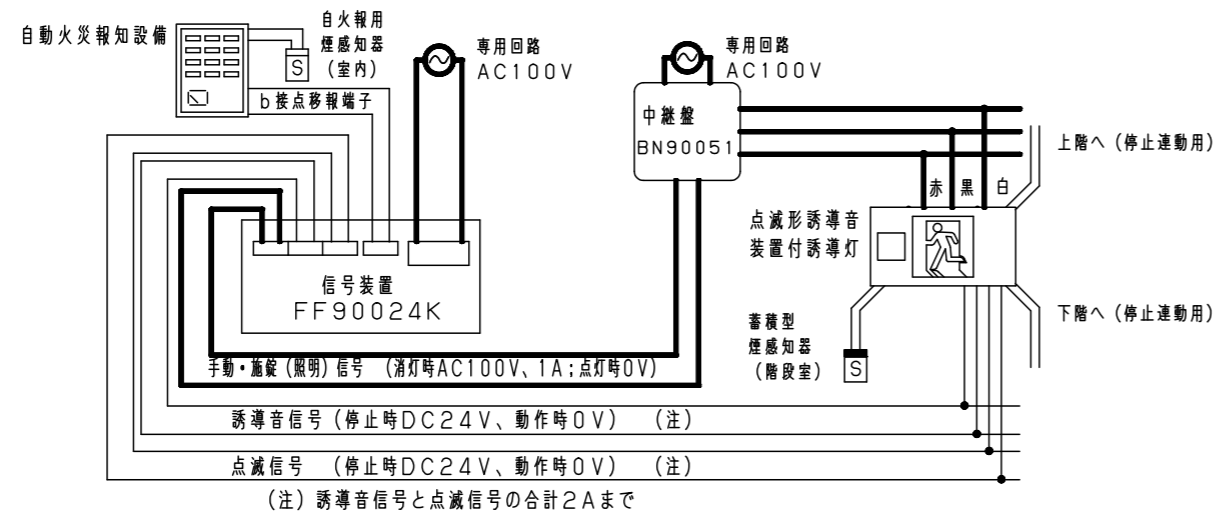 自動火災報知設備
自火報用
煙感知器
(室内)
S
専用回路
AC100V
専用回路
AC100V
b接点移報端子
中継盤
BN90051
上階へ(停止連動用)
赤 黒 白
点滅形誘導音
装置付誘導灯
信号装置
FF90024K
下階へ(停止連動用)
蓄積型
煙感知器
(階段室)
S
手動・施錠(照明)信号 (消灯時AC100V、1A;点灯時0V)
誘導音信号(停止時DC24V、動作時0V) (注)
点滅信号 (停止時DC24V、動作時0V) (注)
(注)誘導音信号と点滅信号の合計2Aまで